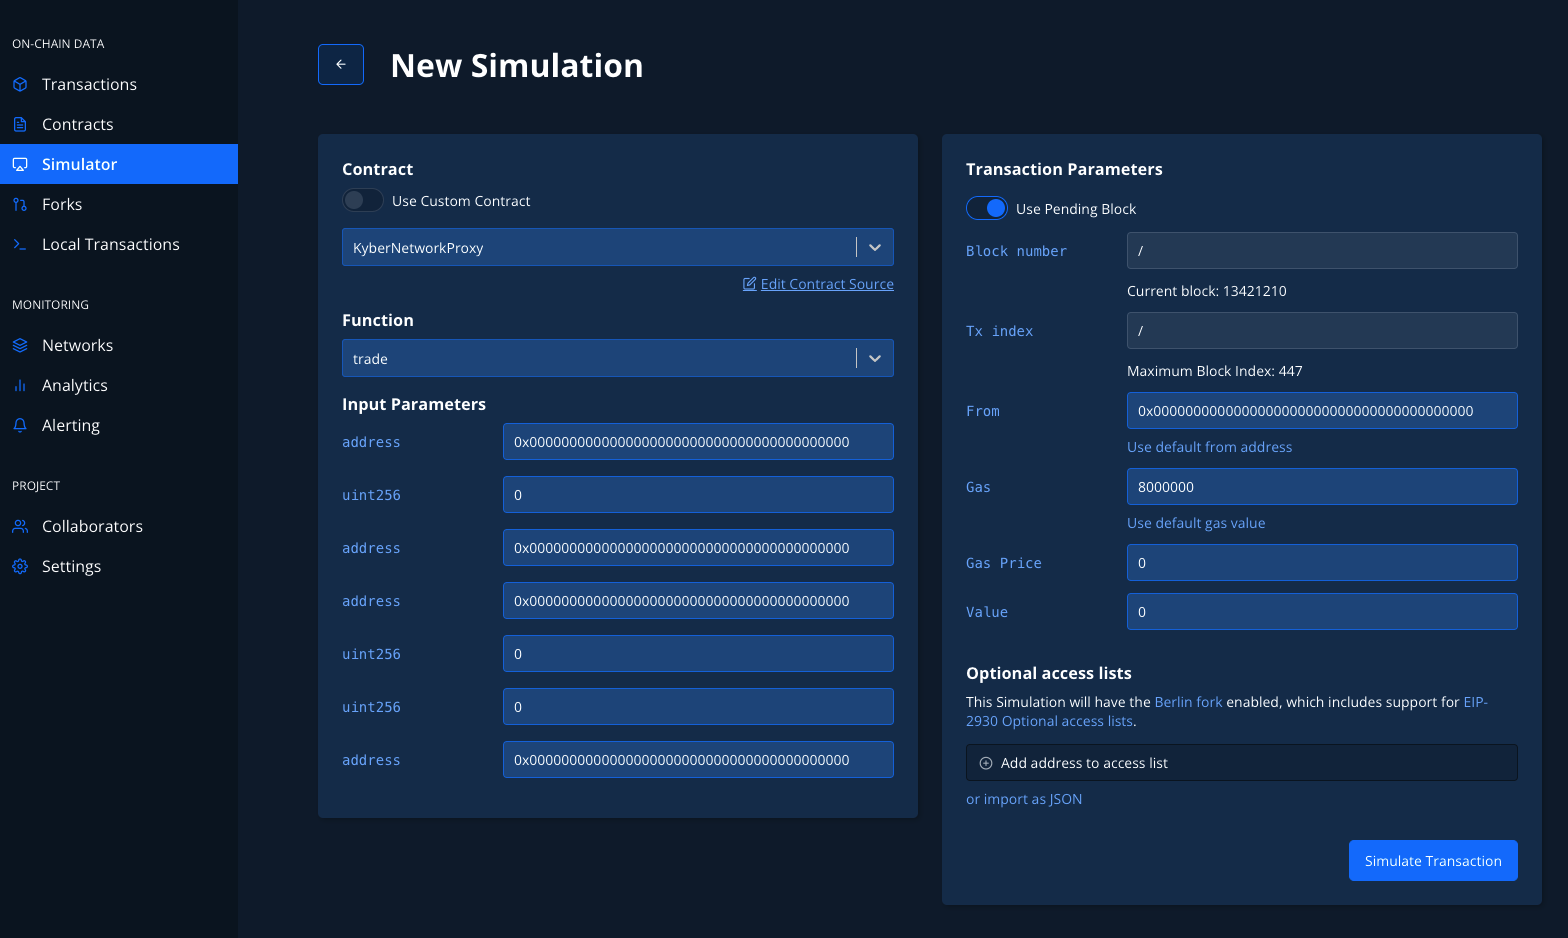 ON-CHAIN DATA
Transactions
Contracts
Simulator
Forks
Local Transactions
MONITORING
Networks
Analytics
Alerting
PROJECT
Collaborators
Settings
New Simulation
Contract
Use Custom Contract
KyberNetworkProxy
Edit Contract Source
Function
trade
Input Parameters
address 0x0000000000000000000000000000000000000000
uint256 0
address 0x0000000000000000000000000000000000000000
address 0x0000000000000000000000000000000000000000
uint256 0
uint256 0
address 0x0000000000000000000000000000000000000000
Transaction Parameters
Use Pending Block
Block number /
Current block: 13421210
Tx index /
Maximum Block Index: 447
From 0x0000000000000000000000000000000000000000
Use default from address
Gas 8000000
Use default gas value
Gas Price 0
Value 0
Optional access lists
This Simulation will have the Berlin fork enabled, which includes support for EIP-
2930 Optional access lists.
Add address to access list
or import as JSON
Simulate Transaction